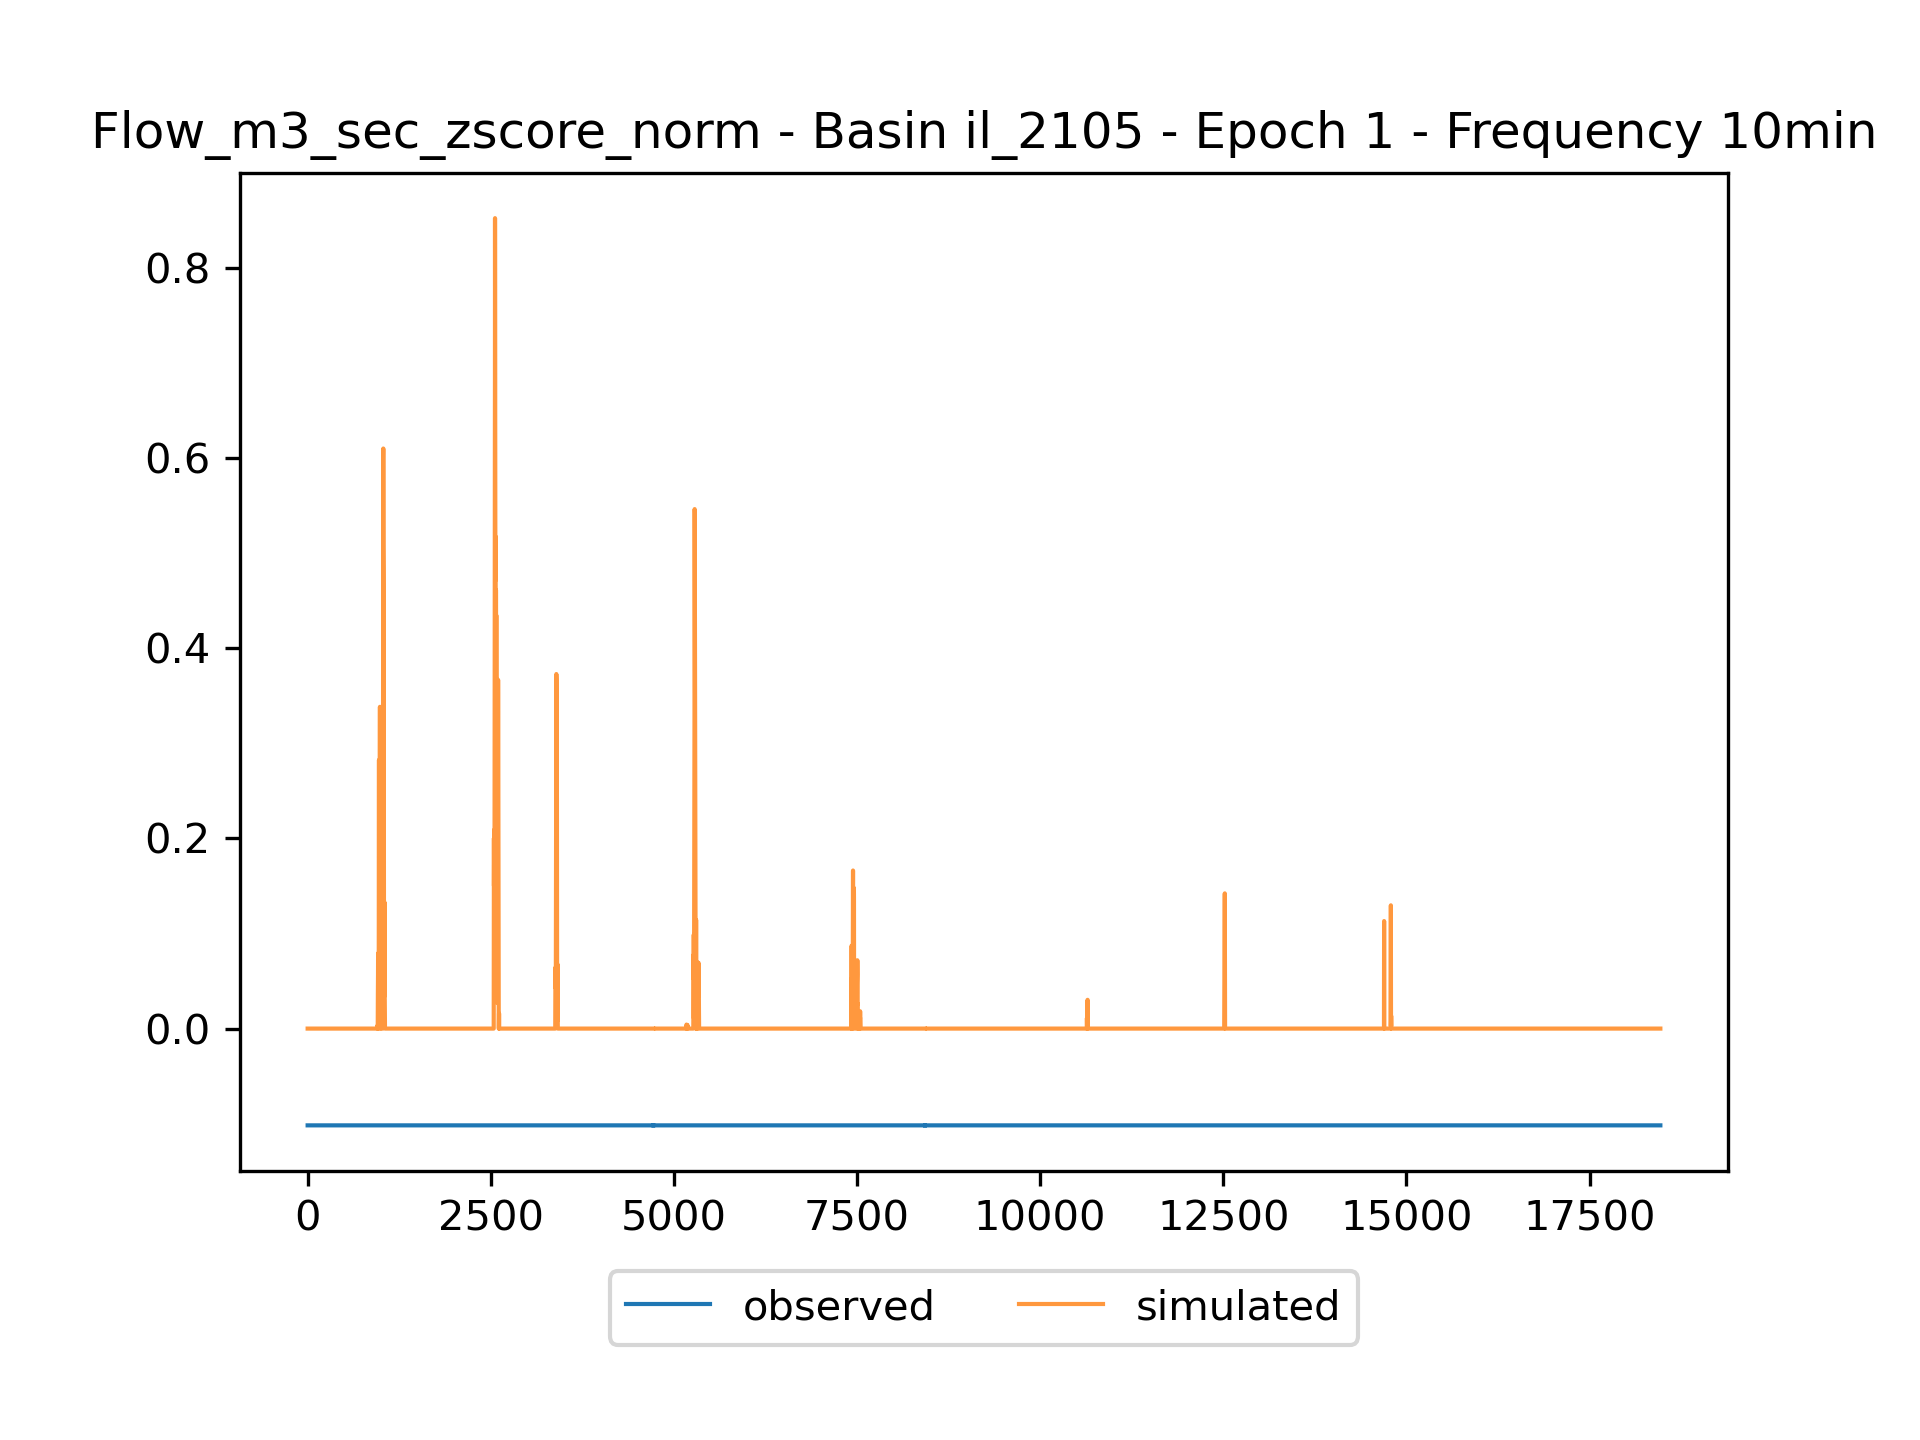 Flow_m3_sec_zscore_norm - Basin il_2105 - Epoch 1 - Frequency 10min
0.8
0.6
0.4
0.2
0.0
0 2500 5000 7500 10000 12500 15000 17500
observed simulated